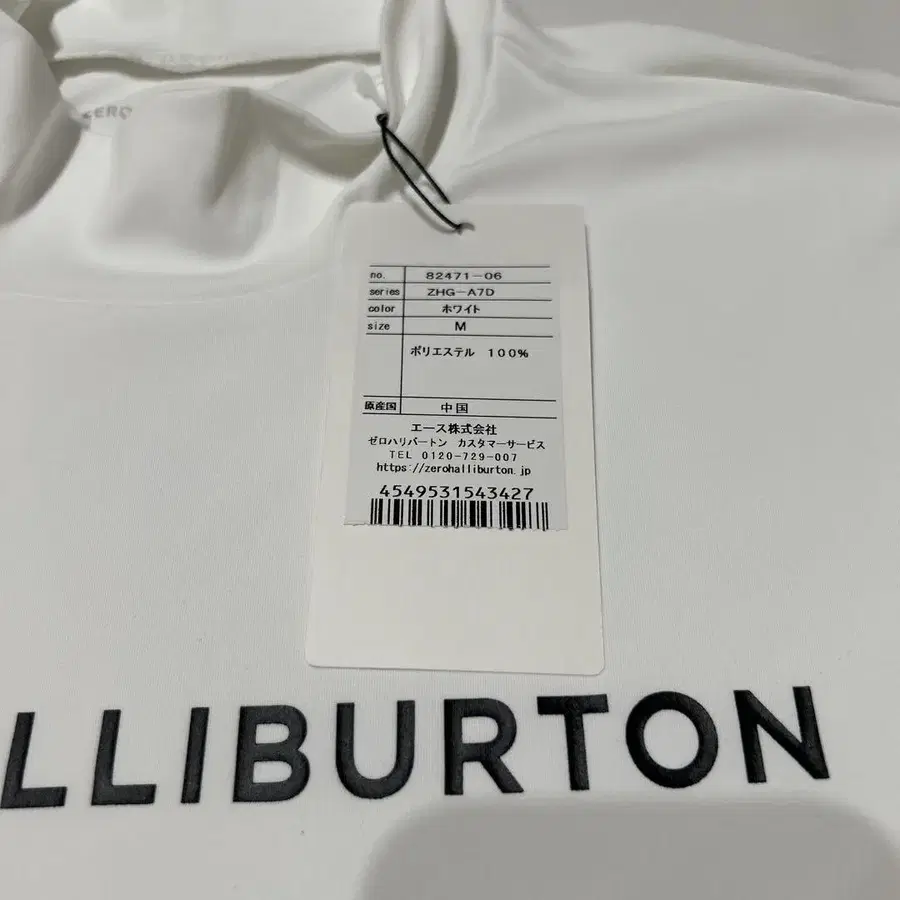 ZERO
no. 82471-06
series ZHG-A7D
color ホワイト
size M
ポリエステル 100%
原産国 中国
エース株式会社
ゼロハリバートン カスタマーサービス
TEL 0120-729-007
https://zerohalliburton.jp
4549531543427
LLIBURTON